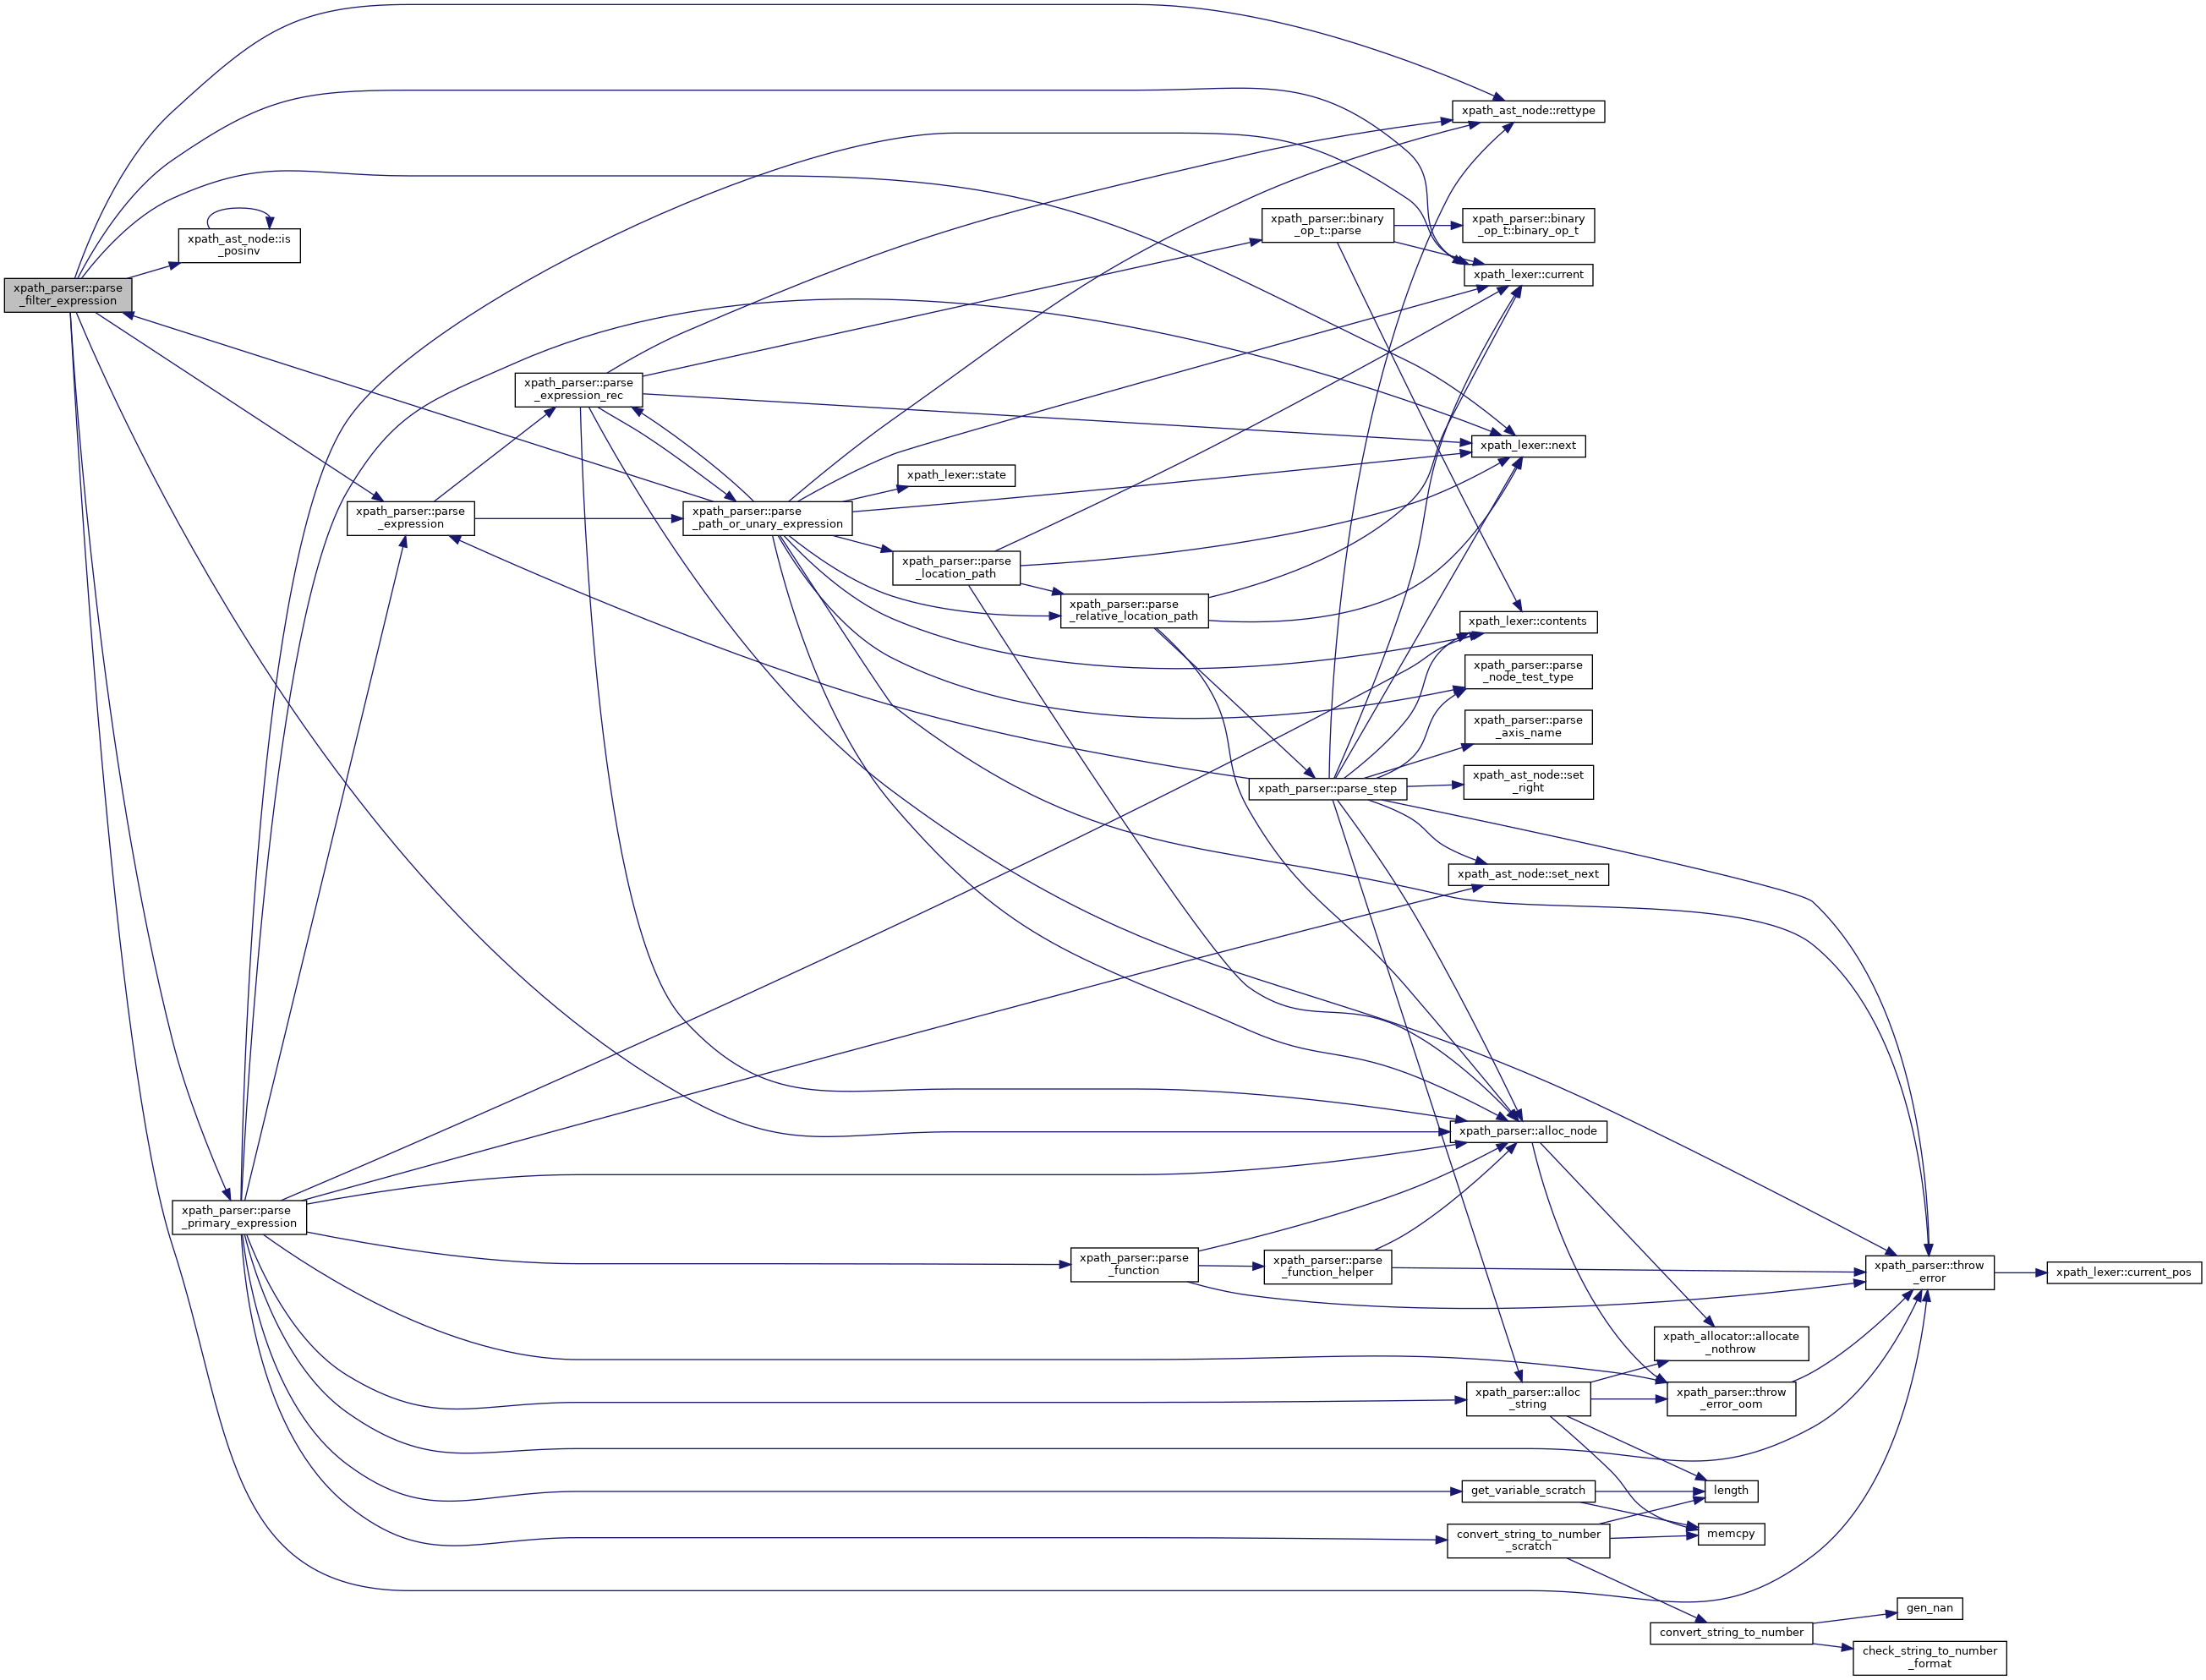 xpath_parser::parse
_filter_expression
xpath_ast_node::is
_posinv
xpath_parser::parse
_expression
xpath_parser::parse
_primary_expression
xpath_parser::parse
_expression_rec
xpath_parser::parse
_path_or_unary_expression
xpath_lexer::state
xpath_parser::parse
_location_path
xpath_parser::parse
_relative_location_path
xpath_parser::parse
_function
xpath_parser::binary
_op_t::parse
xpath_parser::parse_step
xpath_parser::parse
_function_helper
xpath_ast_node::rettype
xpath_parser::binary
_op_t::binary_op_t
xpath_lexer::current
xpath_lexer::next
xpath_lexer::contents
xpath_parser::parse
_node_test_type
xpath_parser::parse
_axis_name
xpath_ast_node::set
_right
xpath_ast_node::set_next
xpath_parser::alloc_node
xpath_parser::alloc
_string
get_variable_scratch
convert_string_to_number
_scratch
xpath_allocator::allocate
_nothrow
xpath_parser::throw
_error_oom
length
memcpy
convert_string_to_number
xpath_parser::throw
_error
xpath_lexer::current_pos
gen_nan
check_string_to_number
_format